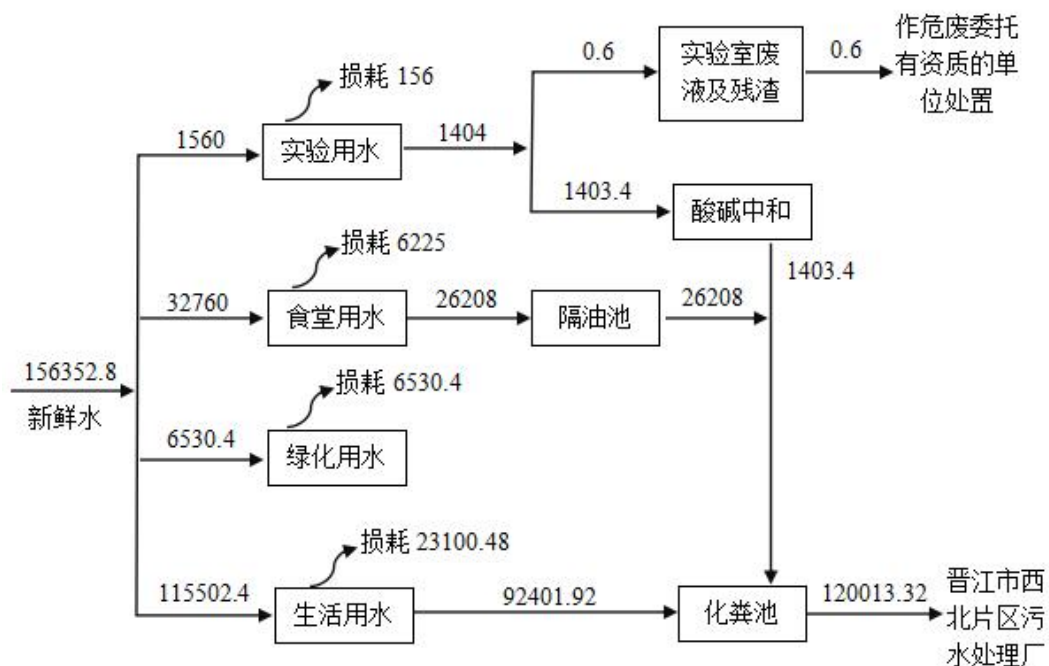 作危废委托
有资质的单
位处置
0.6
实验室废
液及残渣
0.6
损耗 156
1560
实验用水
1404
1403.4
酸碱中和
损耗 6225
1403.4
32760
食堂用水
26208
隔油池
26208
156352.8
新鲜水
损耗 6530.4
6530.4
绿化用水
损耗 23100.48
115502.4
生活用水
92401.92
化粪池
120013.32
晋江市西
北片区污
水处理厂